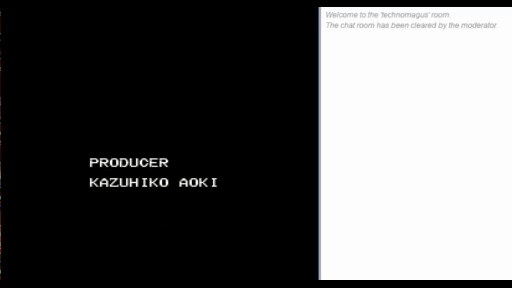 PRODUCER
KAZUHIKO AOKI
Welcome to the 'technomagus' room
The chat room has been cleared by the moderator.